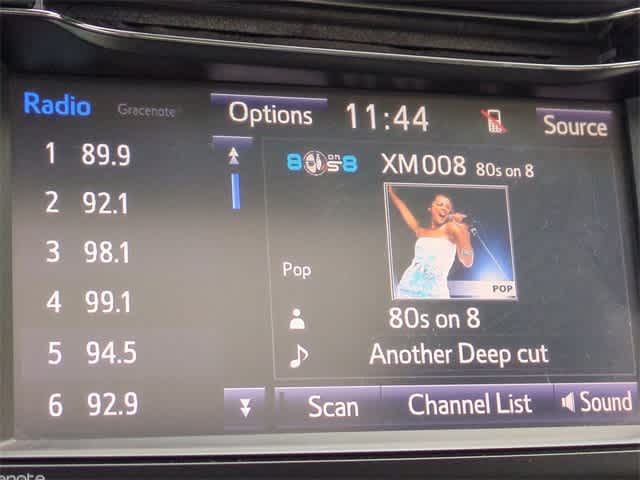 Radio Gracenote Options 11:44 Source
1 89.9
2 92.1
3 98.1
4 99.1
5 94.5
6 92.9
80s on 8 XM008 80s on 8
POP
Pop
80s on 8
Another Deep cut
Scan Channel List Sound